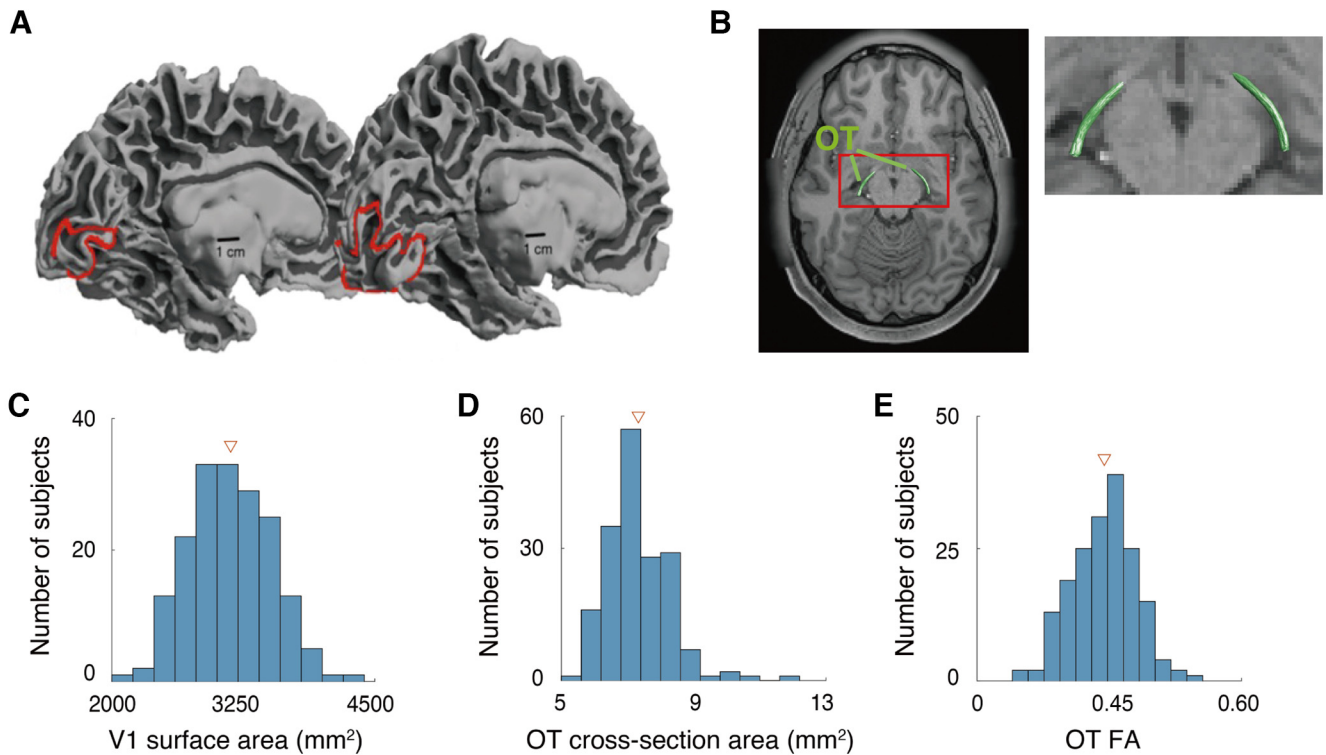 A
1 cm
1 cm
B
OT
C
40
20
0
Number of subjects
2000
3250
4500
V1 surface area (mm²)
D
60
30
0
Number of subjects
5
9
13
OT cross-section area (mm²)
E
50
25
0
Number of subjects
0
0.45
0.60
OT FA